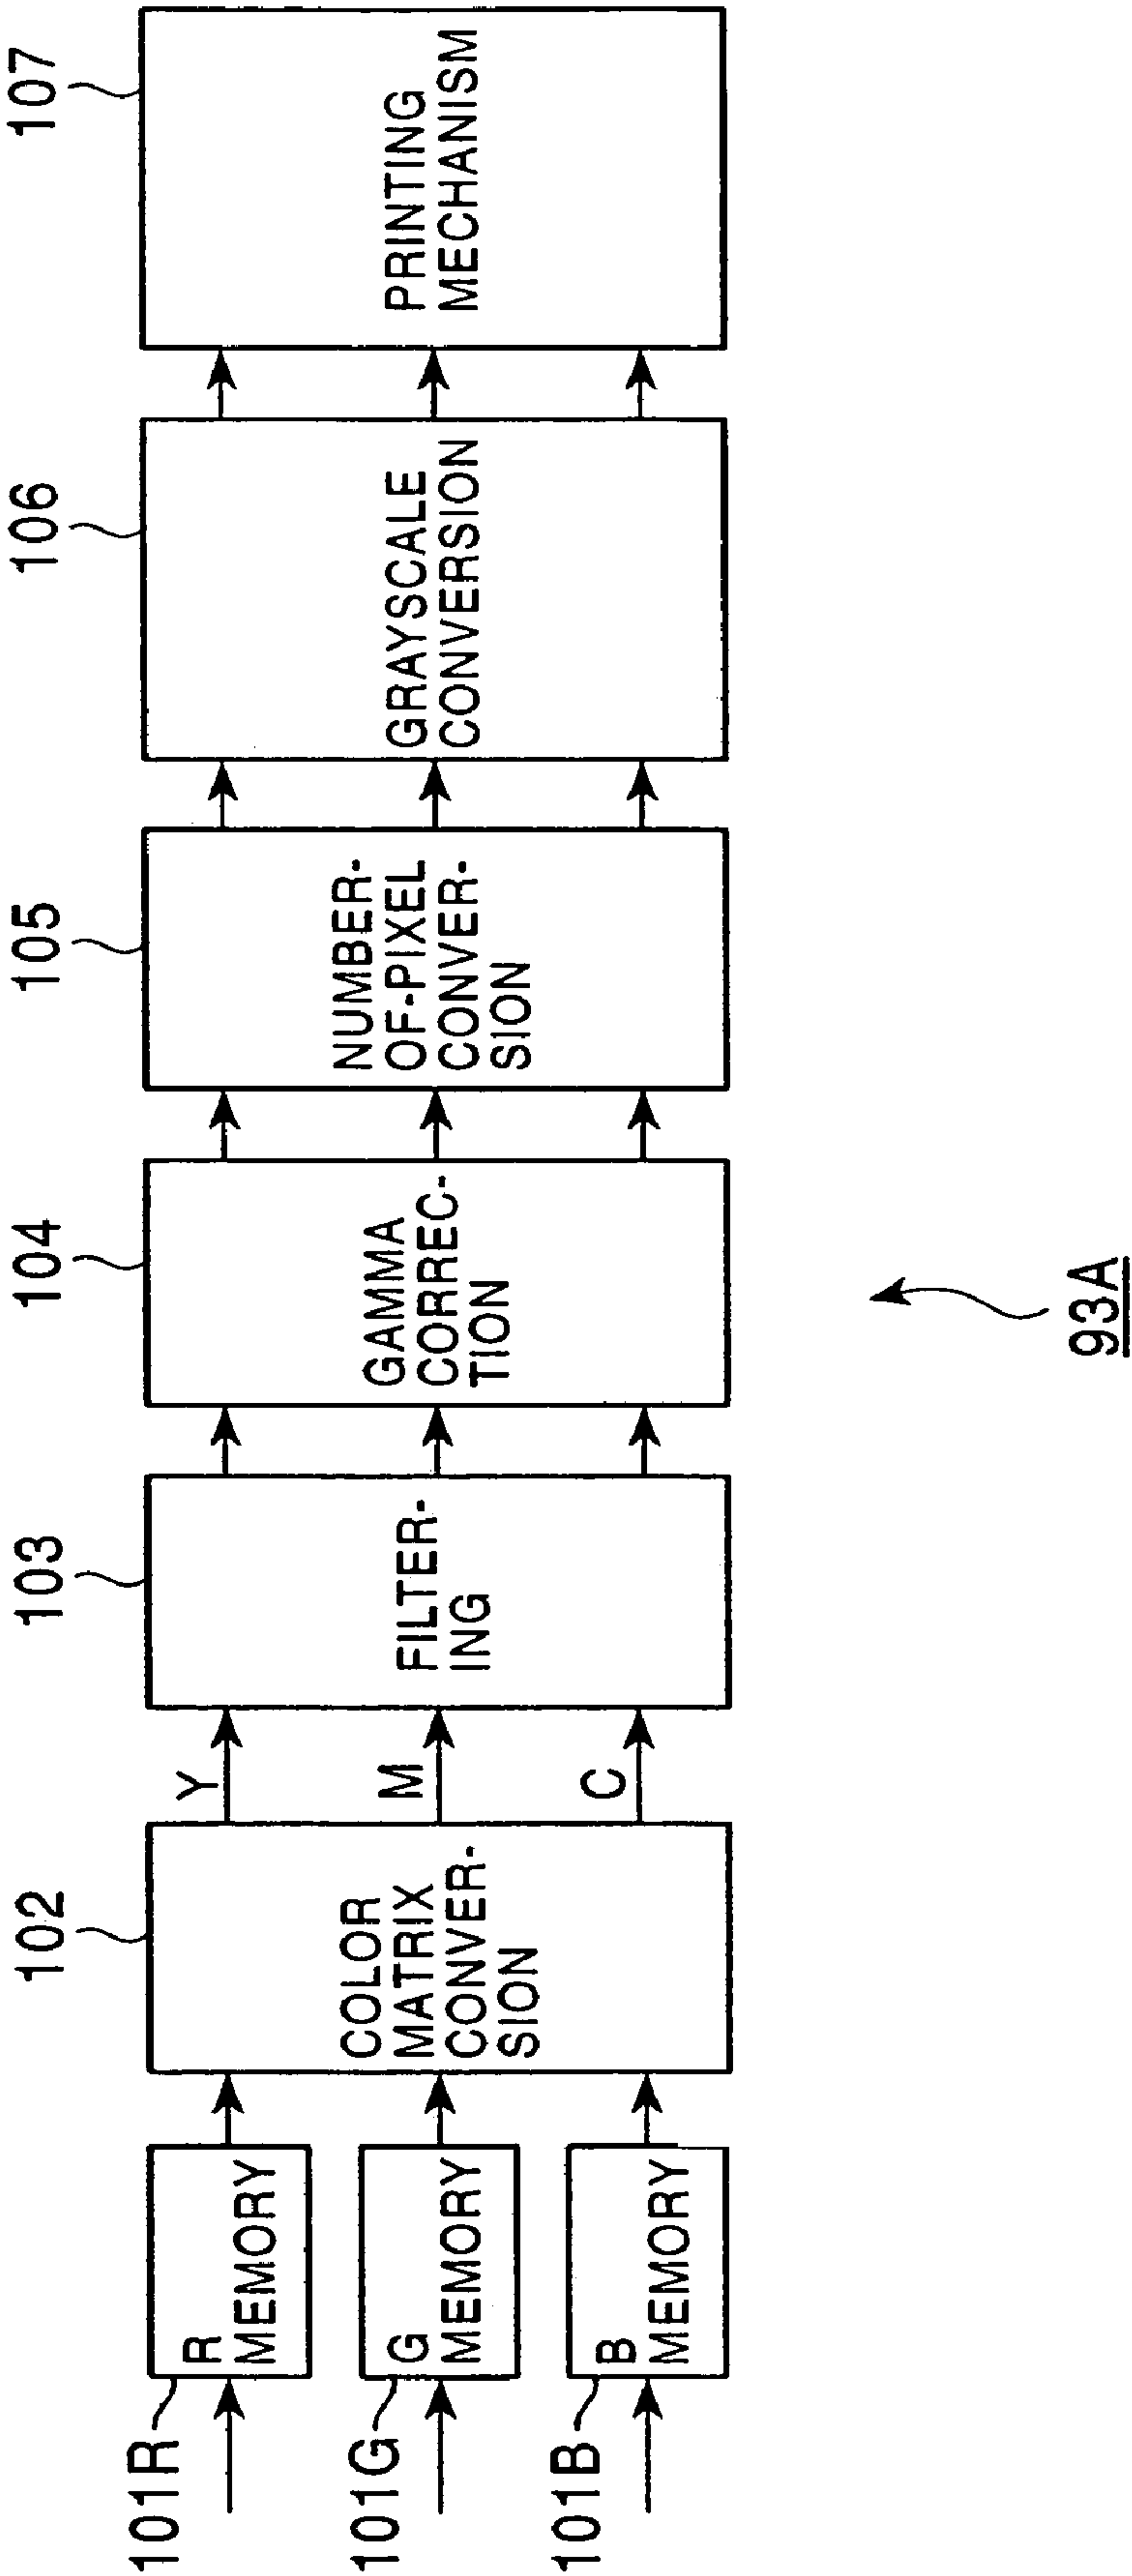 101R
R
MEMORY
101G
G
MEMORY
101B
B
MEMORY
102
COLOR
MATRIX
CONVER-
SION
Y
M
C
103
FILTER-
ING
104
GAMMA
CORREC-
TION
105
NUMBER-
OF-PIXEL
CONVER-
SION
106
GRAYSCALE
CONVERSION
107
PRINTING
MECHANISM
93A